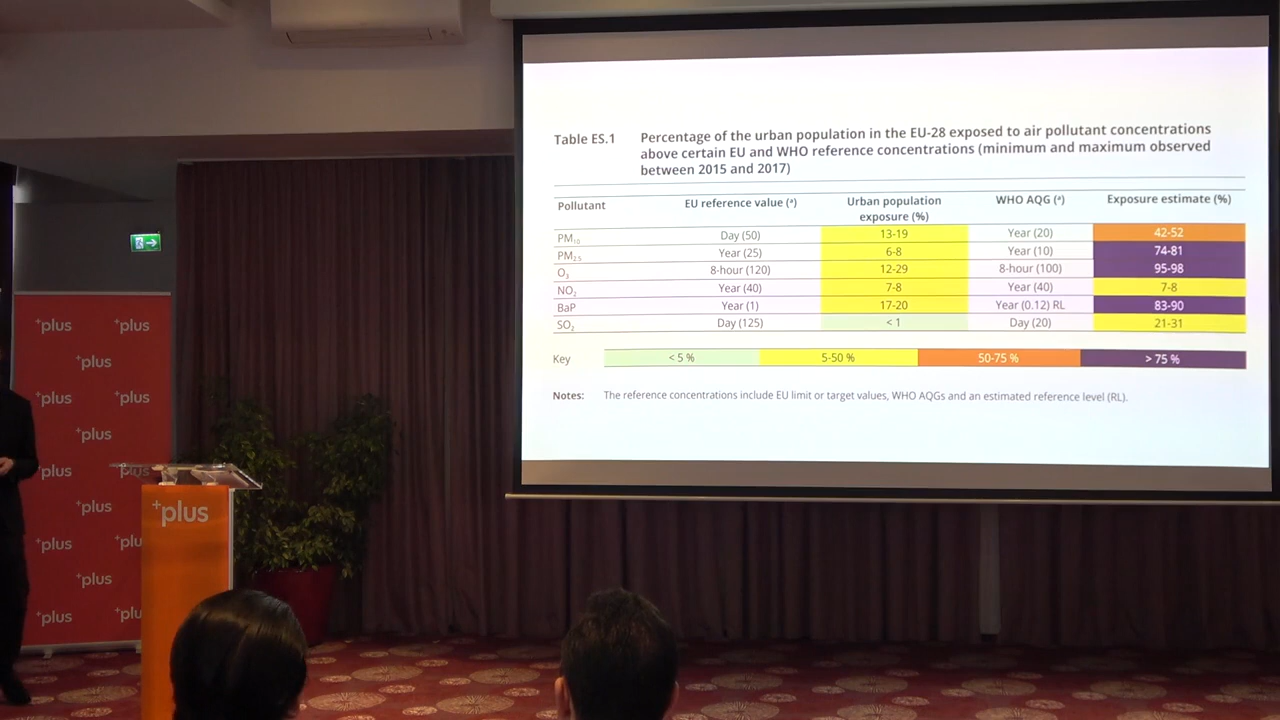 Table ES.1 Percentage of the urban population in the EU-28 exposed to air pollutant concentrations
above certain EU and WHO reference concentrations (minimum and maximum observed
between 2015 and 2017)
Pollutant EU reference value (ᵃ) Urban population exposure (%) WHO AQG (ᵃ) Exposure estimate (%)
PM₁₀ Day (50) 13-19 Year (20) 42-52
PM₂.₅ Year (25) 6-8 Year (10) 74-81
O₃ 8-hour (120) 12-29 8-hour (100) 95-98
NO₂ Year (40) 7-8 Year (40) 7-8
BaP Year (1) 17-20 Year (0.12) RL 83-90
SO₂ Day (125) < 1 Day (20) 21-31
Key < 5 % 5-50 % 50-75 % > 75 %
Notes: The reference concentrations include EU limit or target values, WHO AQGs and an estimated reference level (RL).
+plus +plus
+plus
+plus +plus
+plus
+plus +plus
+plus
+plus +plu
+plus
+plus +plu
+plus